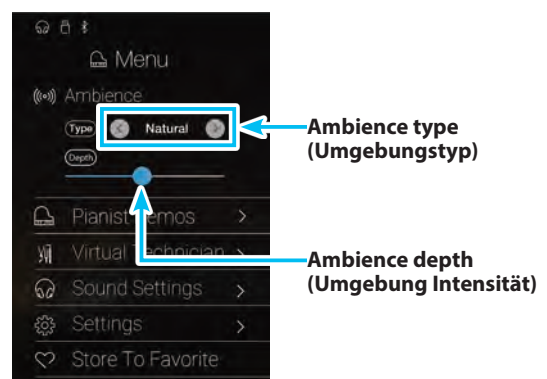 Menu
Ambience
Type
Natural
Depth
Pianist Demos
Virtual Technician
Sound Settings
Settings
Store To Favorite
Ambience type
(Umgebungstyp)
Ambience depth
(Umgebung Intensität)